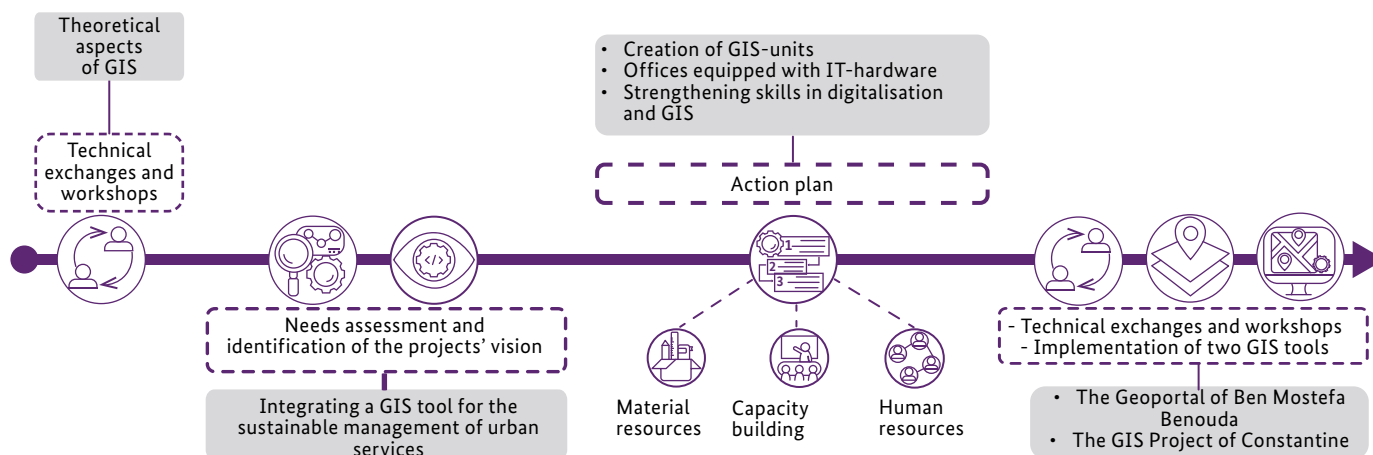 Theoretical
aspects
of GIS
Technical
exchanges and
workshops
Needs assessment and
identification of the projects' vision
Integrating a GIS tool for the
sustainable management of urban
services
• Creation of GIS-units
• Offices equipped with IT-hardware
• Strengthening skills in digitalisation
and GIS
Action plan
1
2
3
Material
resources
Capacity
building
Human
resources
</>
- Technical exchanges and workshops
- Implementation of two GIS tools
• The Geoportal of Ben Mostefa
Benouda
• The GIS Project of Constantine